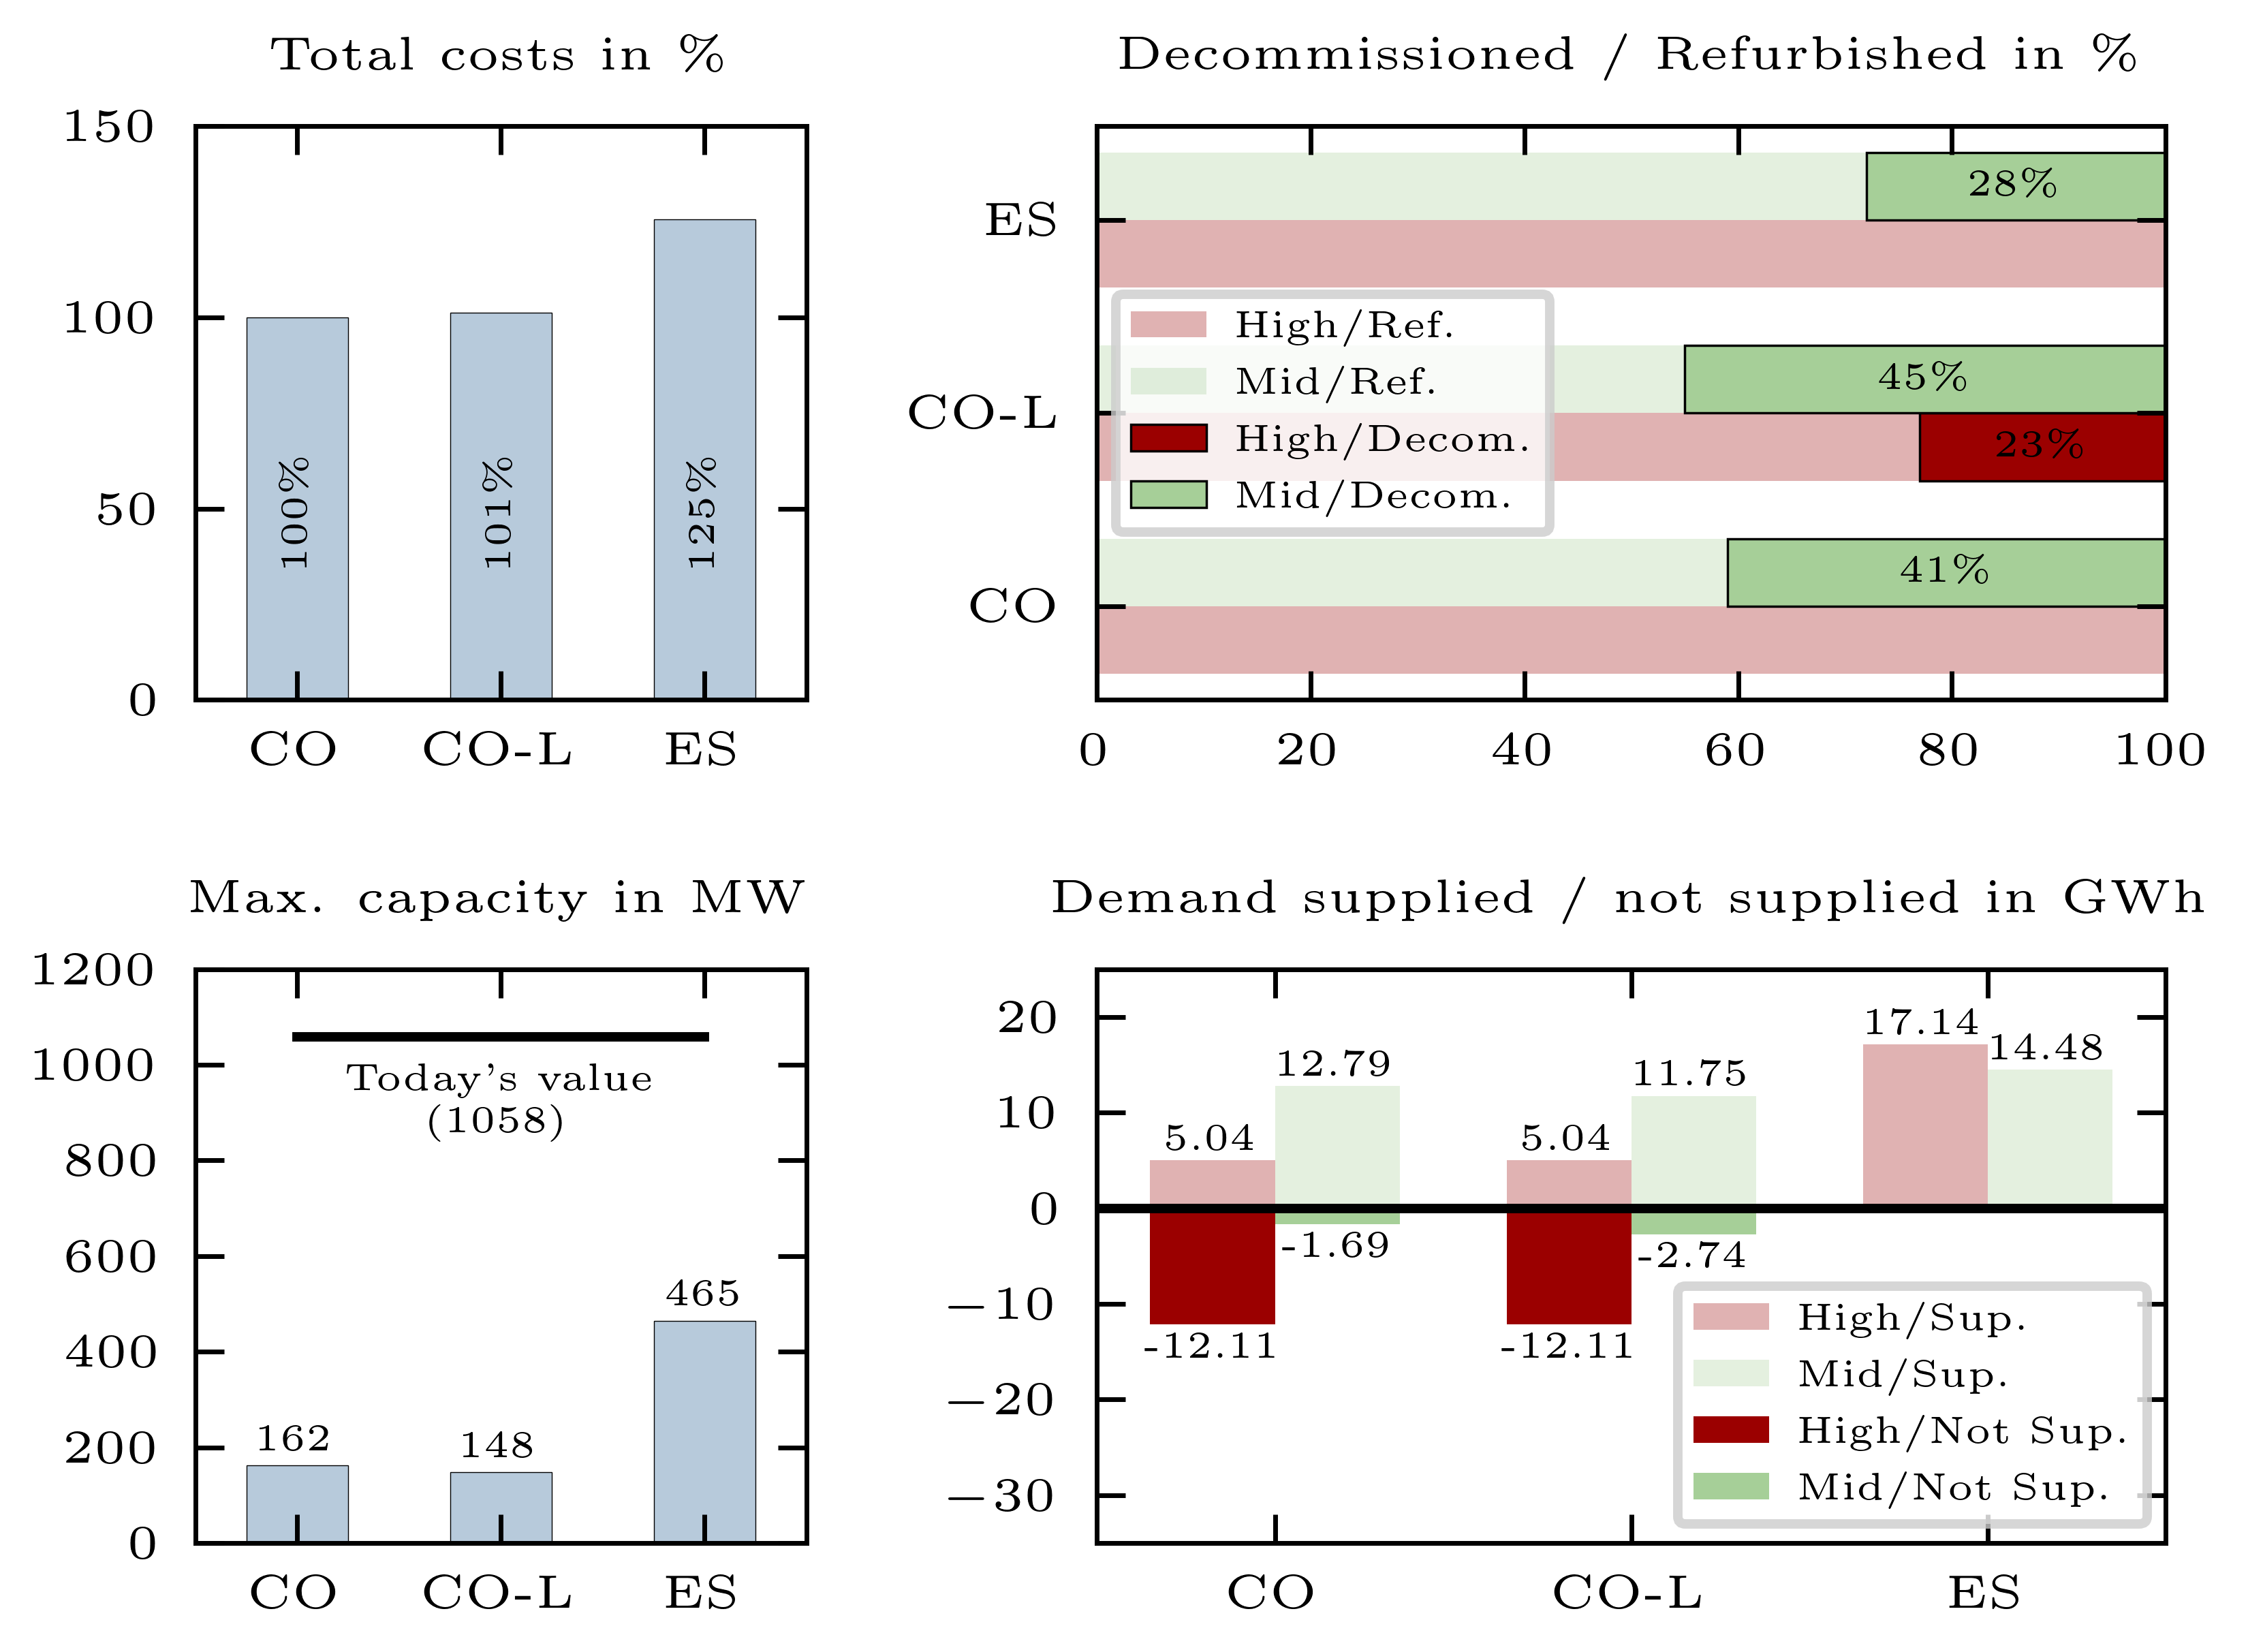 Total costs in %
150
100
50
0
100%
101%
125%
CO
CO-L
ES
Decommissioned / Refurbished in %
ES
CO-L
CO
28%
45%
23%
41%
High/Ref.
Mid/Ref.
High/Decom.
Mid/Decom.
0
20
40
60
80
100
Max. capacity in MW
1200
1000
800
600
400
200
0
Today's value
(1058)
162
148
465
CO
CO-L
ES
Demand supplied / not supplied in GWh
20
10
0
−10
−20
−30
5.04
12.79
-12.11
-1.69
5.04
11.75
-12.11
-2.74
17.14
14.48
High/Sup.
Mid/Sup.
High/Not Sup.
Mid/Not Sup.
CO
CO-L
ES